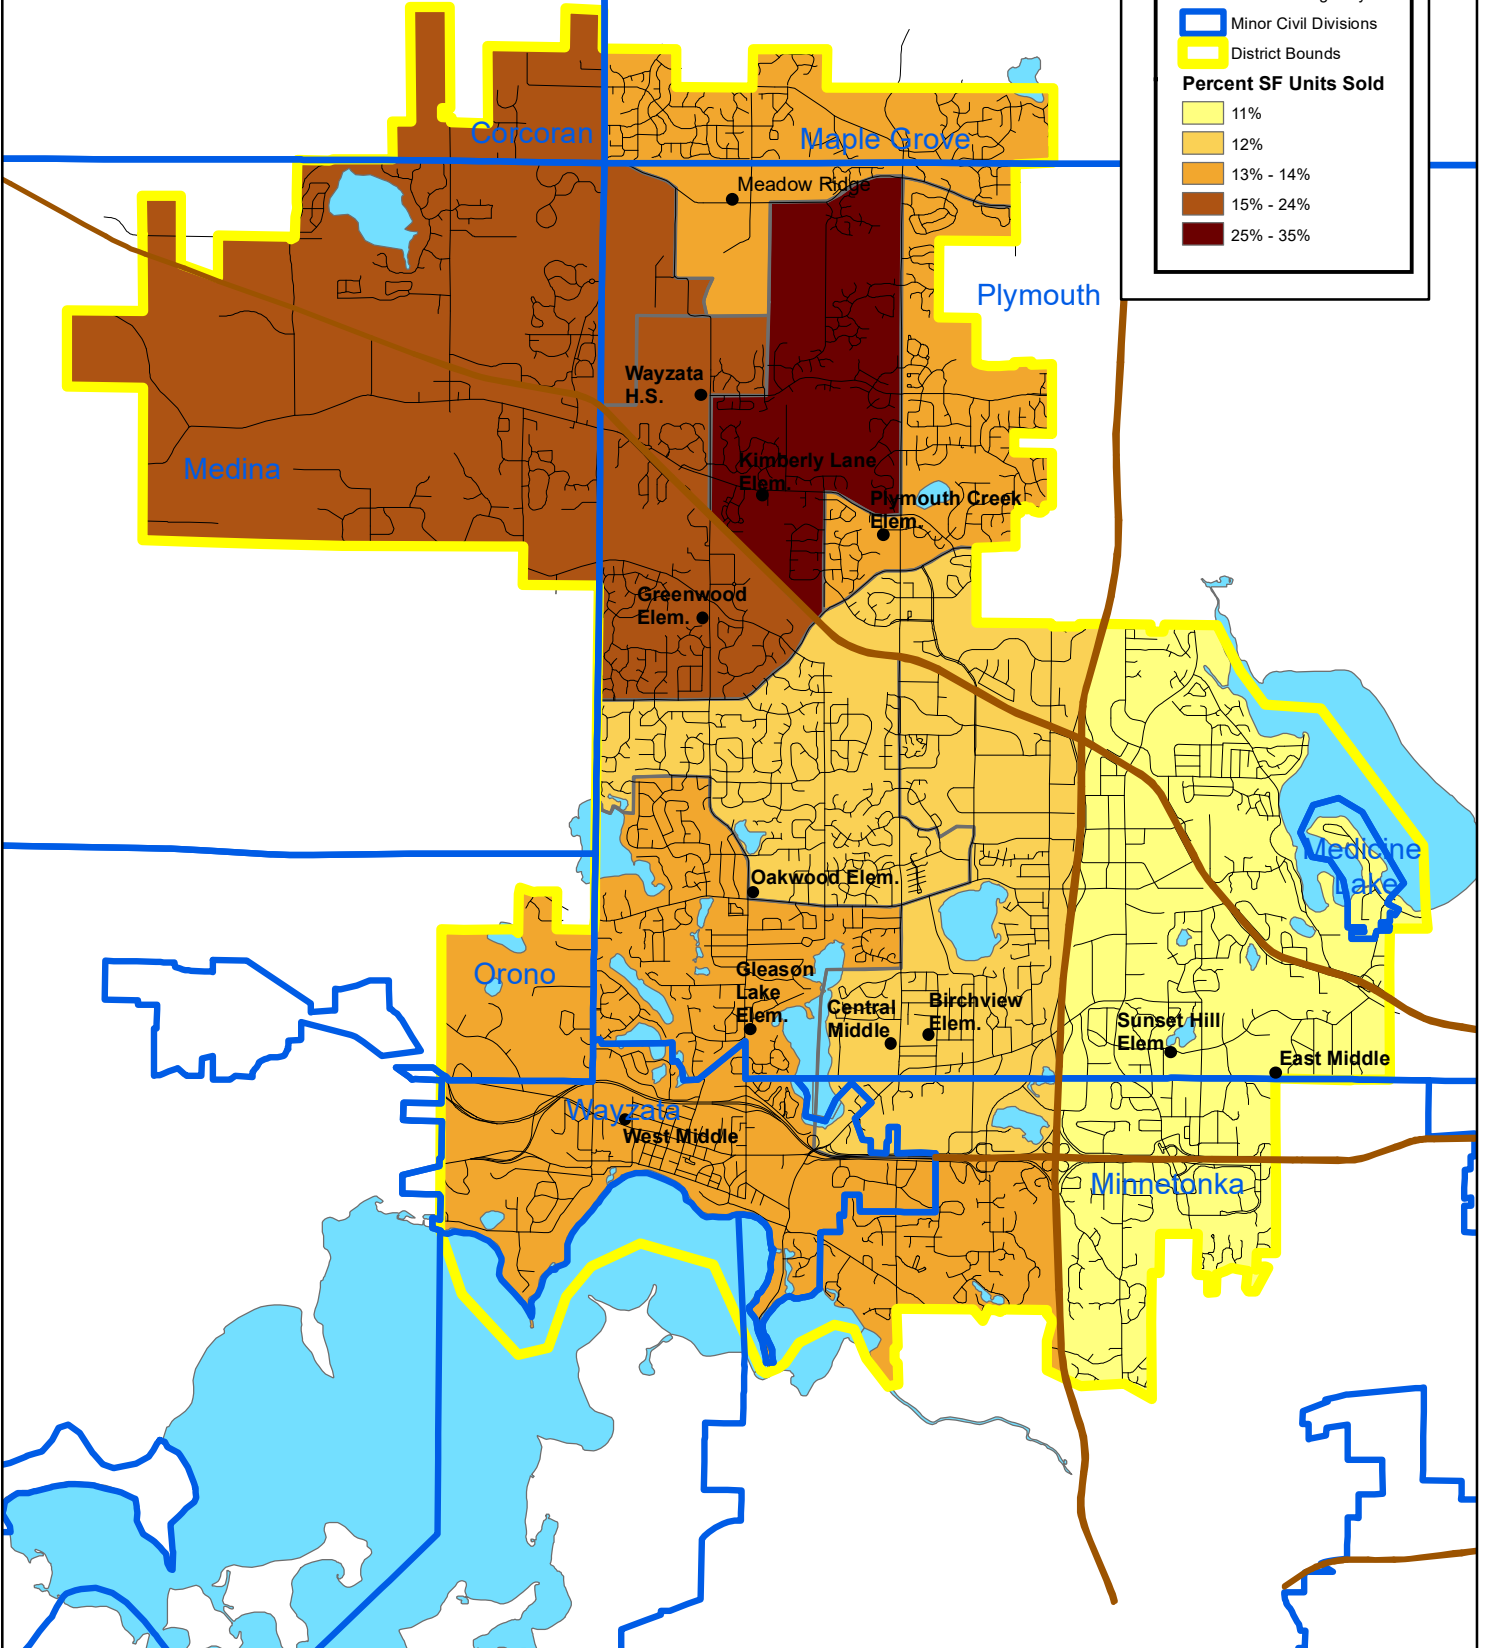 Minor Civil Divisions
District Bounds
Percent SF Units Sold
11%
12%
13% - 14%
15% - 24%
25% - 35%
Corcoran
Maple Grove
Meadow Ridge
Plymouth
Wayzata
H.S.
Medina
Kimberly Lane
Elem.
Plymouth Creek
Elem.
Greenwood
Elem.
Medicine
Lake
Oakwood Elem.
Orono
Gleason
Lake
Elem.
Central
Middle
Birchview
Elem.
Sunset Hill
Elem.
East Middle
Wayzata
West Middle
Minnetonka